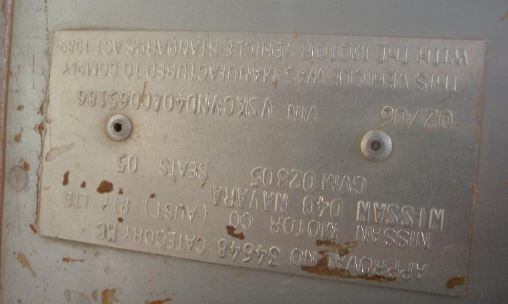 APPROVAL NO 34648 CATEGORY MC
NISSAN MOTOR CO (AUST) PTY LTD
NISSAN D40 NAVARA
GVM 02805 SEATS 05
02/06 VIN VSKCVND40A0065186
THIS VEHICLE WAS MANUFACTURED TO COMPLY
WITH THE MOTOR VEHICLE STANDARDS ACT 1989